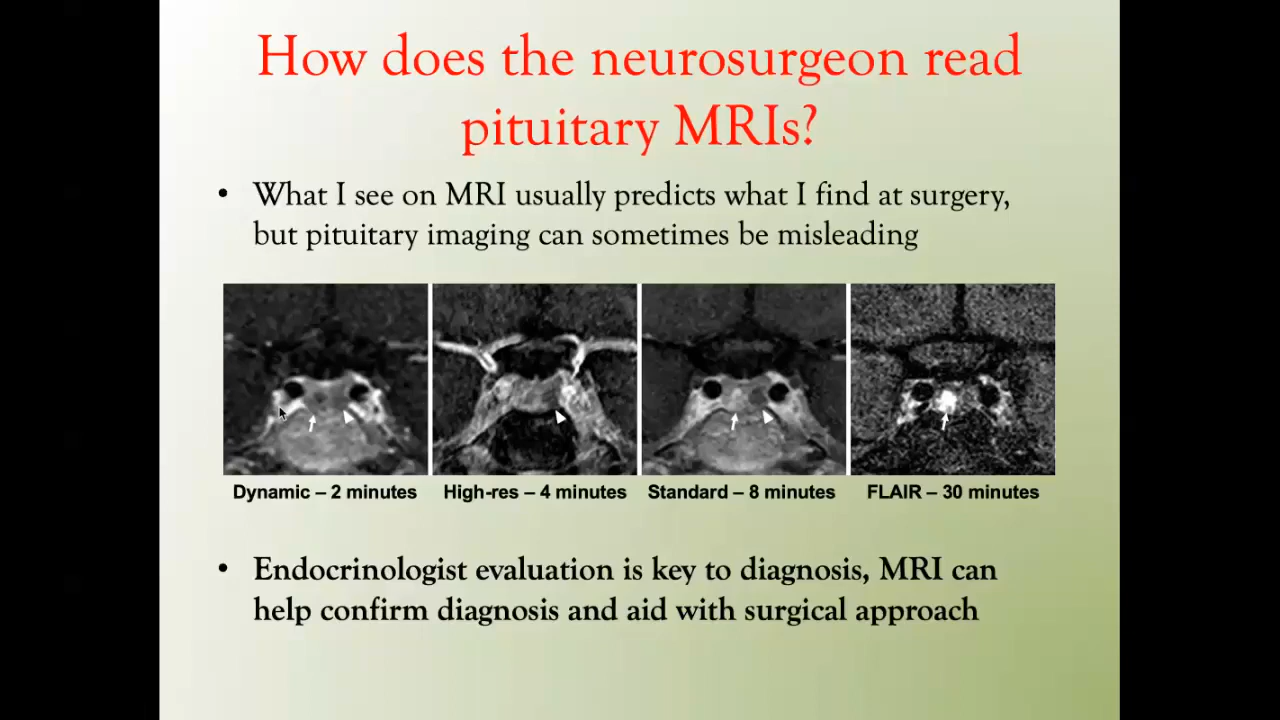 How does the neurosurgeon read
pituitary MRIs?
• What I see on MRI usually predicts what I find at surgery,
but pituitary imaging can sometimes be misleading
Dynamic – 2 minutes
High-res – 4 minutes
Standard – 8 minutes
FLAIR – 30 minutes
• Endocrinologist evaluation is key to diagnosis, MRI can
help confirm diagnosis and aid with surgical approach